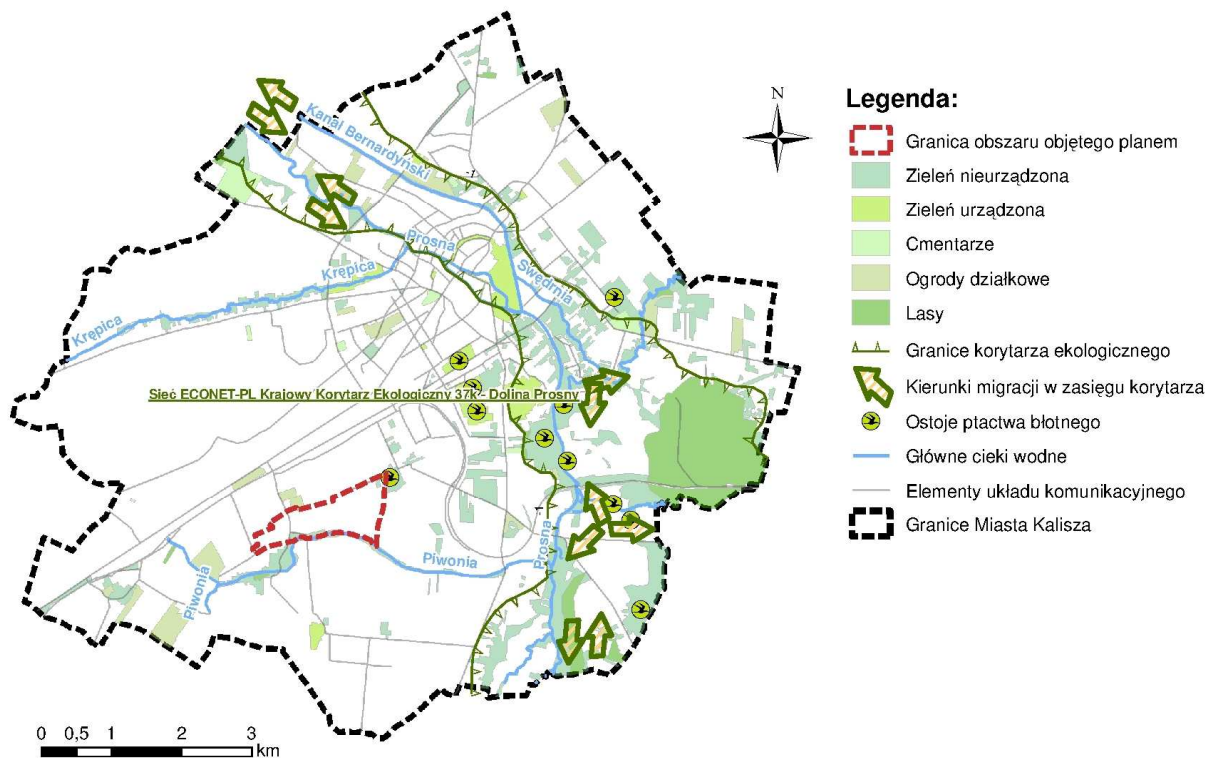 Kanał Bernardyński
Prosna
Swędrnia
Krępica
Krępica
Sieć ECONET-PL Krajowy Korytarz Ekologiczny 37k - Dolina Prosny
Prosna
Piwonia
Piwonia
0 0,5 1 2 3
km
N
Legenda:
Granica obszaru objętego planem
Zieleń nieurządzona
Zieleń urządzona
Cmentarze
Ogrody działkowe
Lasy
Granice korytarza ekologicznego
Kierunki migracji w zasięgu korytarza
Ostoje ptactwa błotnego
Główne cieki wodne
Elementy układu komunikacyjnego
Granice Miasta Kalisza